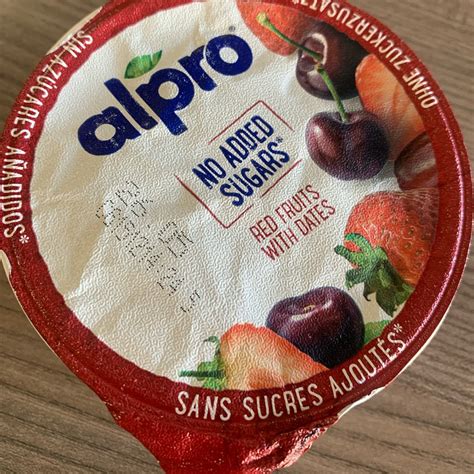 alpro
NO ADDED
SUGARS*
RED FRUITS
WITH DATES
SIN AZÚCARES AÑADIDOS*
OHNE ZUCKERZUSATZ*
SANS SUCRES AJOUTÉS*